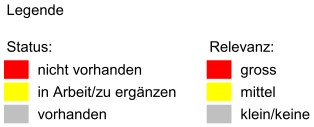 Legende
Status: Relevanz:
nicht vorhanden gross
in Arbeit/zu ergänzen mittel
vorhanden klein/keine